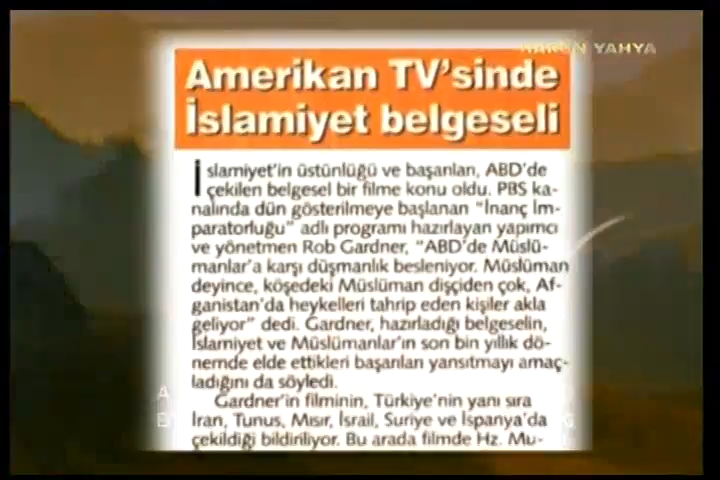 HARUN YAHYA
Amerikan TV'sinde
İslamiyet belgeseli
İslamiyet'in üstünlüğü ve başarıları, ABD'de
çekilen belgesel bir filme konu oldu. PBS ka-
nalında dün gösterilmeye başlanan "İnanç İm-
paratorluğu" adlı programı hazırlayan yapımcı
ve yönetmen Rob Gardner, "ABD'de Müslü-
manlar'a karşı düşmanlık besleniyor. Müslüman
deyince, köşedeki Müslüman dişçiden çok, Af-
ganistan'da heykelleri tahrip eden kişiler akla
geliyor" dedi. Gardner, hazırladığı belgeselin,
İslamiyet ve Müslümanlar'ın son bin yıllık dö-
nemde elde ettikleri başarıları yansıtmayı amaç-
ladığını da söyledi.
Gardner'in filminin, Türkiye'nin yanı sıra
İran, Tunus, Mısır, İsrail, Suriye ve İspanya'da
çekildiği bildiriliyor. Bu arada filmde Hz. Mu-